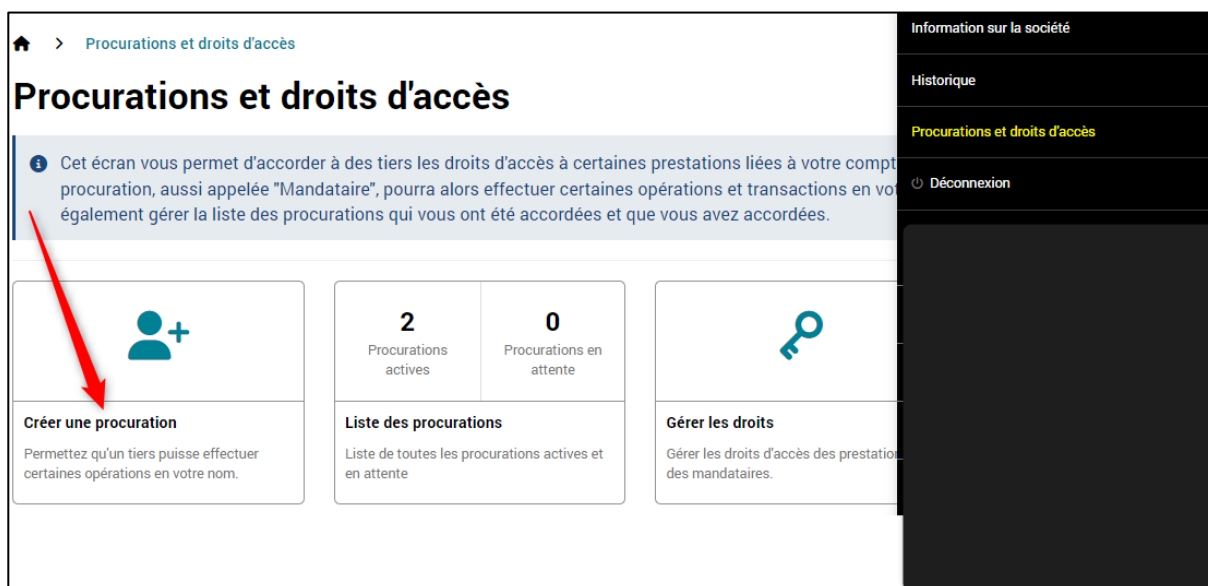 Procurations et droits d'accès
Procurations et droits d'accès
Cet écran vous permet d'accorder à des tiers les droits d'accès à certaines prestations liées à votre
procuration, aussi appelée "Mandataire", pourra alors effectuer certaines opérations et transactions en
également gérer la liste des procurations qui vous ont été accordées et que vous avez accordées.
Créer une procuration
Permettez qu'un tiers puisse effectuer
certaines opérations en votre nom.
2
Procurations
actives
0
Procurations en
attente
Liste des procurations
Liste de toutes les procurations actives et
en attente
Gérer les droits
Gérer les droits d'accès des
des mandataires.
Information sur la société
Historique
Procurations et droits d'accès
Déconnexion